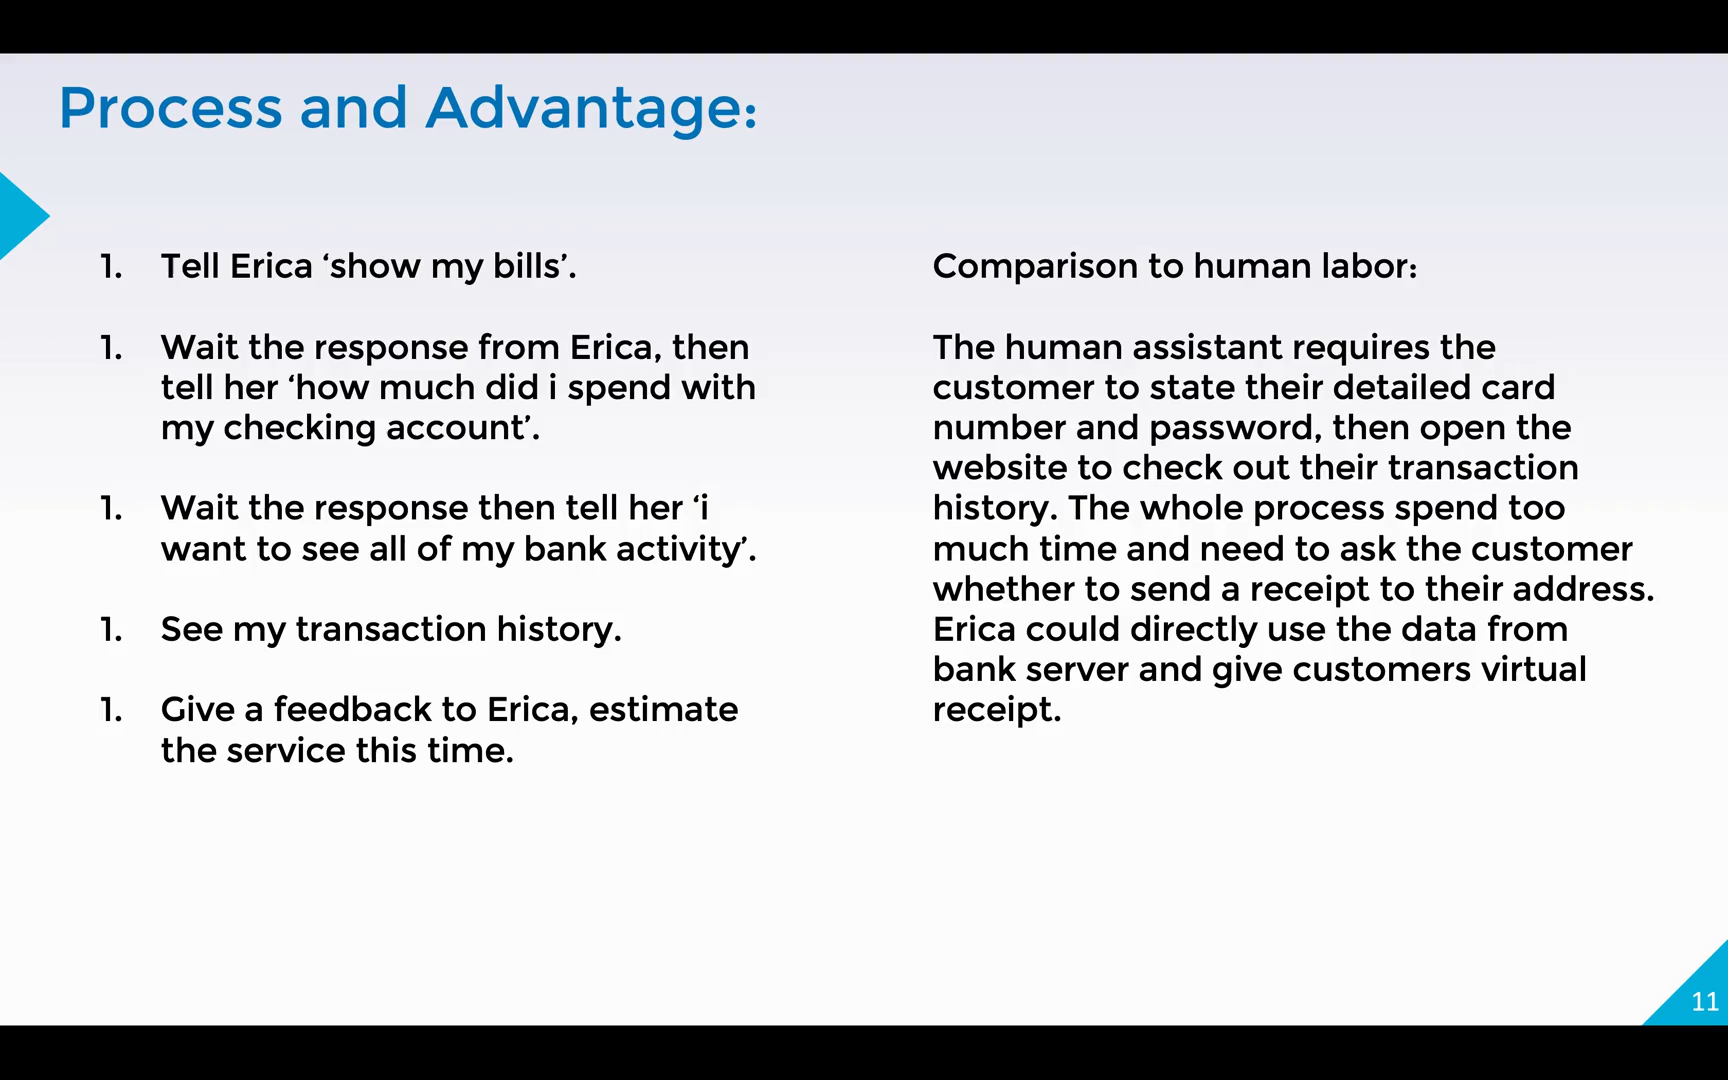 Process and Advantage:
1. Tell Erica ‘show my bills’.
1. Wait the response from Erica, then
tell her ‘how much did i spend with
my checking account’.
1. Wait the response then tell her ‘i
want to see all of my bank activity’.
1. See my transaction history.
1. Give a feedback to Erica, estimate
the service this time.
Comparison to human labor:
The human assistant requires the
customer to state their detailed card
number and password, then open the
website to check out their transaction
history. The whole process spend too
much time and need to ask the customer
whether to send a receipt to their address.
Erica could directly use the data from
bank server and give customers virtual
receipt.
11